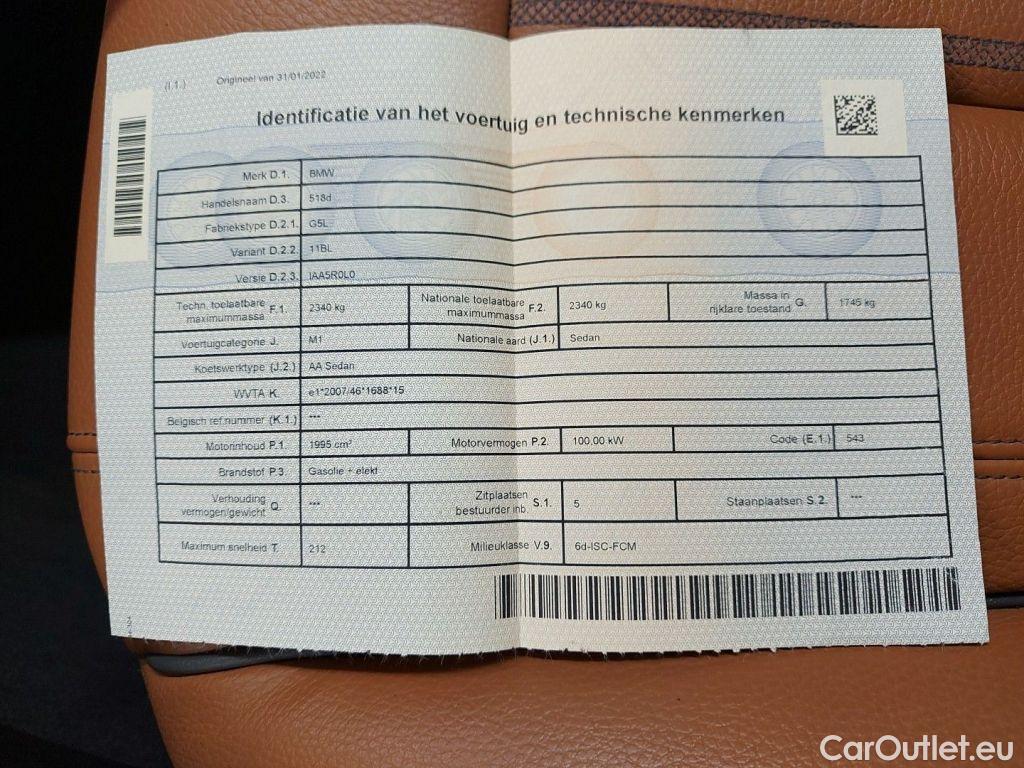 (I.1.) Origineel van 31/01/2022
Identificatie van het voertuig en technische kenmerken
Merk D.1. BMW
Handelsnaam D.3. 518d
Fabriekstype D.2.1. G5L
Variant D.2.2. 11BL
Versie D.2.3. IAA5R0L0
Techn. toelaatbare maximummassa F.1. 2340 kg Nationale toelaatbare maximummassa F.2. 2340 kg Massa in rijklare toestand G. 1745 kg
Voertuigcategorie J. M1 Nationale aard (J.1.) Sedan
Koetswerktype (J.2.) AA Sedan
WVTA K. e1*2007/46*1688*15
Belgisch ref.nummer (K.1.) ---
Motorinhoud P.1. 1995 cm³ Motorvermogen P.2. 100,00 kW Code (E.1.) 543
Brandstof P.3. Gasolie + elekt
Verhouding vermogen/gewicht Q. --- Zitplaatsen bestuurder inb. S.1. 5 Staanplaatsen S.2. ---
Maximum snelheid T. 212 Milieuklasse V.9. 6d-ISC-FCM
CarOutlet.eu